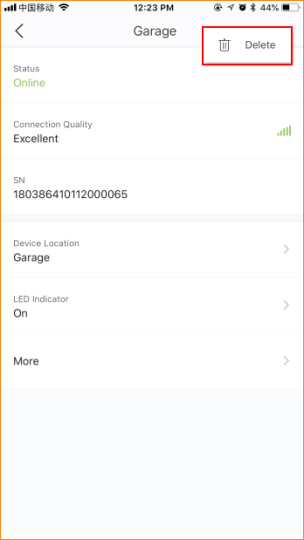 中国移动
12:23 PM
44%
Garage
Delete
Status
Online
Connection Quality
Excellent
SN
180386410112000065
Device Location
Garage
LED Indicator
On
More